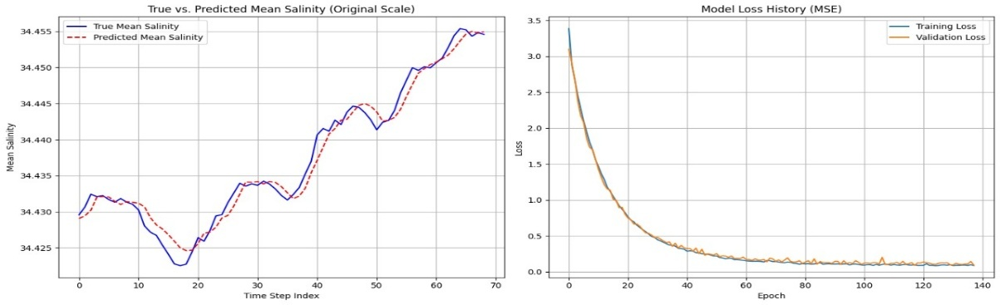 True vs. Predicted Mean Salinity (Original Scale)
True Mean Salinity
Predicted Mean Salinity
34.455
34.450
34.445
34.440
34.435
34.430
34.425
Mean Salinity
0 10 20 30 40 50 60 70
Time Step Index
Model Loss History (MSE)
Training Loss
Validation Loss
3.5
3.0
2.5
2.0
1.5
1.0
0.5
0.0
Loss
0 20 40 60 80 100 120 140
Epoch